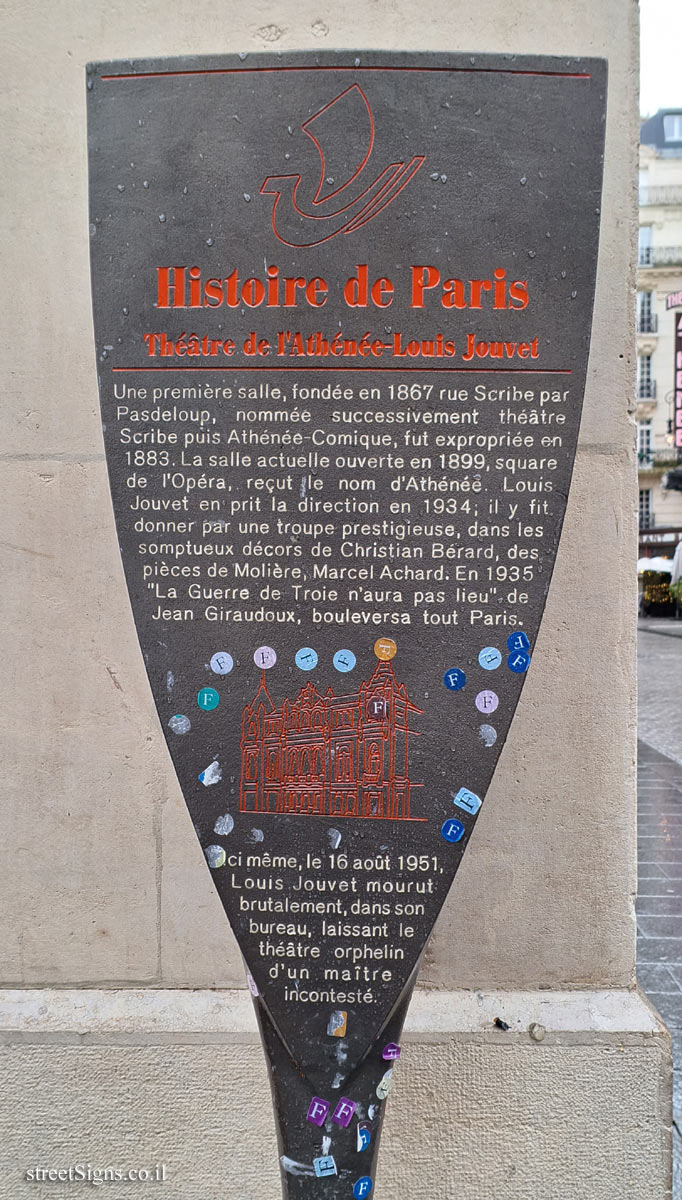 Histoire de Paris
Théâtre de l'Athénée-Louis Jouvet
Une première salle, fondée en 1867 rue Scribe par
Pasdeloup, nommée successivement théâtre
Scribe puis Athénée-Comique, fut expropriée en
1883. La salle actuelle ouverte en 1899, square
de l'Opéra, reçut le nom d'Athénée. Louis
Jouvet en prit la direction en 1934; il y fit
donner par une troupe prestigieuse, dans les
somptueux décors de Christian Bérard, des
pièces de Molière, Marcel Achard. En 1935
"La Guerre de Troie n'aura pas lieu" de
Jean Giraudoux, bouleversa tout Paris.
F F F F F F F F
F F F
F
F
F
Ici même, le 16 août 1951,
Louis Jouvet mourut
brutalement, dans son
bureau, laissant le
théâtre orphelin
d'un maître
incontesté.
F
F F
F
F
F
streetSigns.co.il